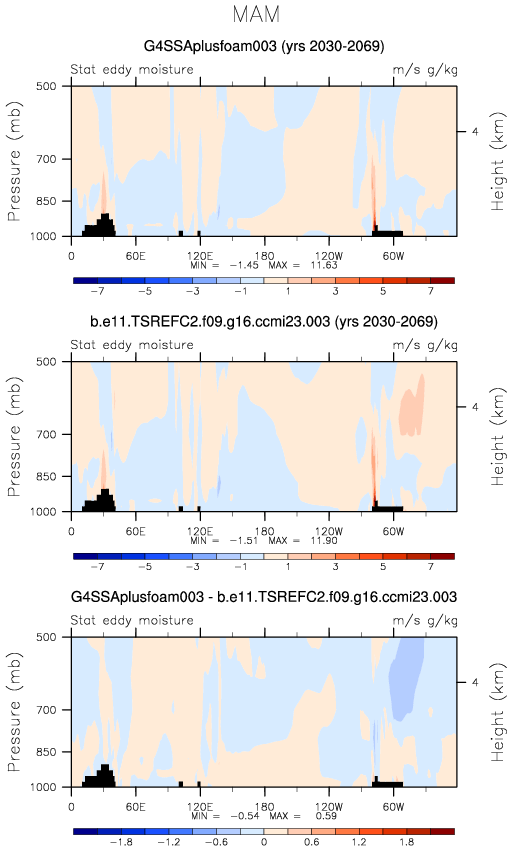 MAM
G4SSAplusfoam003 (yrs 2030-2069)
Stat eddy moisture m/s g/kg
Pressure (mb)
500
700
850
1000
4
Height (km)
0 60E 120E 180 120W 60W
MIN = −1.45 MAX = 11.63
−7 −5 −3 −1 1 3 5 7
b.e11.TSREFC2.f09.g16.ccmi23.003 (yrs 2030-2069)
Stat eddy moisture m/s g/kg
Pressure (mb)
500
700
850
1000
4
Height (km)
0 60E 120E 180 120W 60W
MIN = −1.51 MAX = 11.90
−7 −5 −3 −1 1 3 5 7
G4SSAplusfoam003 - b.e11.TSREFC2.f09.g16.ccmi23.003
Stat eddy moisture m/s g/kg
Pressure (mb)
500
700
850
1000
4
Height (km)
0 60E 120E 180 120W 60W
MIN = −0.54 MAX = 0.59
−1.8 −1.2 −0.6 0 0.6 1.2 1.8